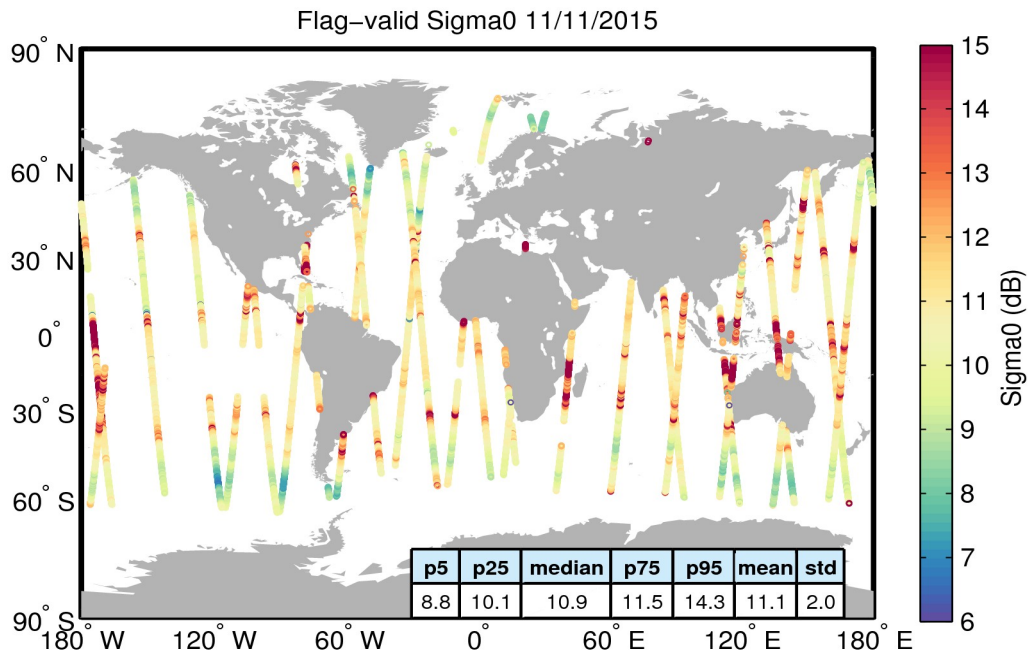 Flag−valid Sigma0 11/11/2015
90° N
60° N
30° N
0°
30° S
60° S
90° S
180° W
120° W
60° W
0°
60° E
120° E
180° E
p5 p25 median p75 p95 mean std
8.8 10.1 10.9 11.5 14.3 11.1 2.0
15
14
13
12
11
10
9
8
7
6
Sigma0 (dB)